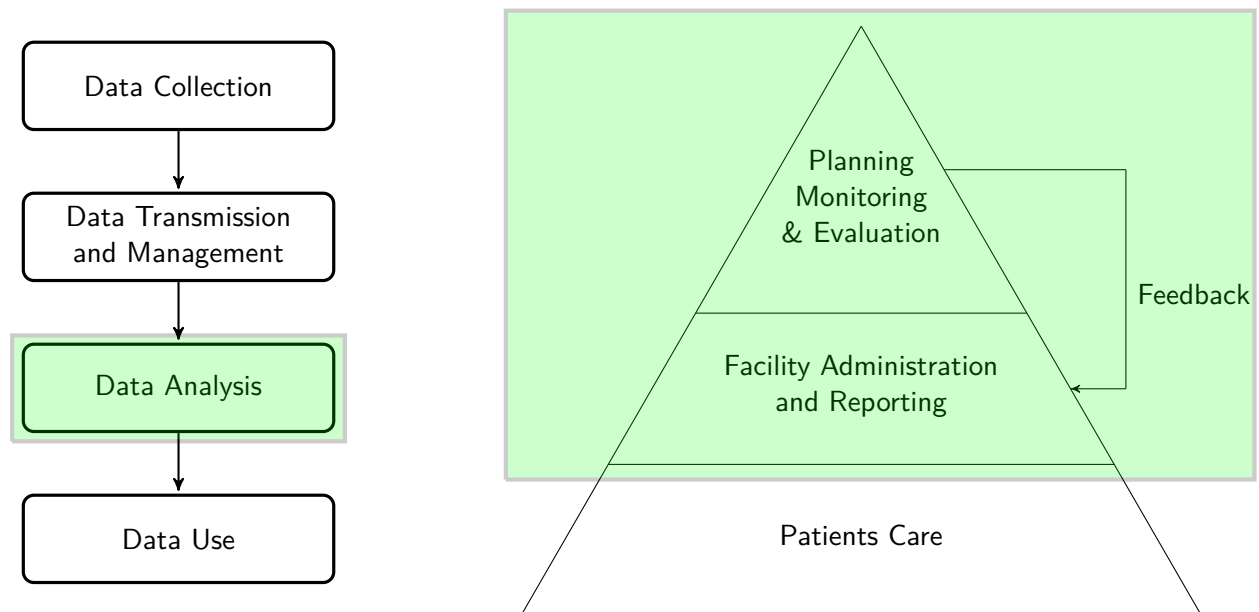 Data Collection
Data Transmission
and Management
Data Analysis
Data Use
Planning
Monitoring
& Evaluation
Feedback
Facility Administration
and Reporting
Patients Care